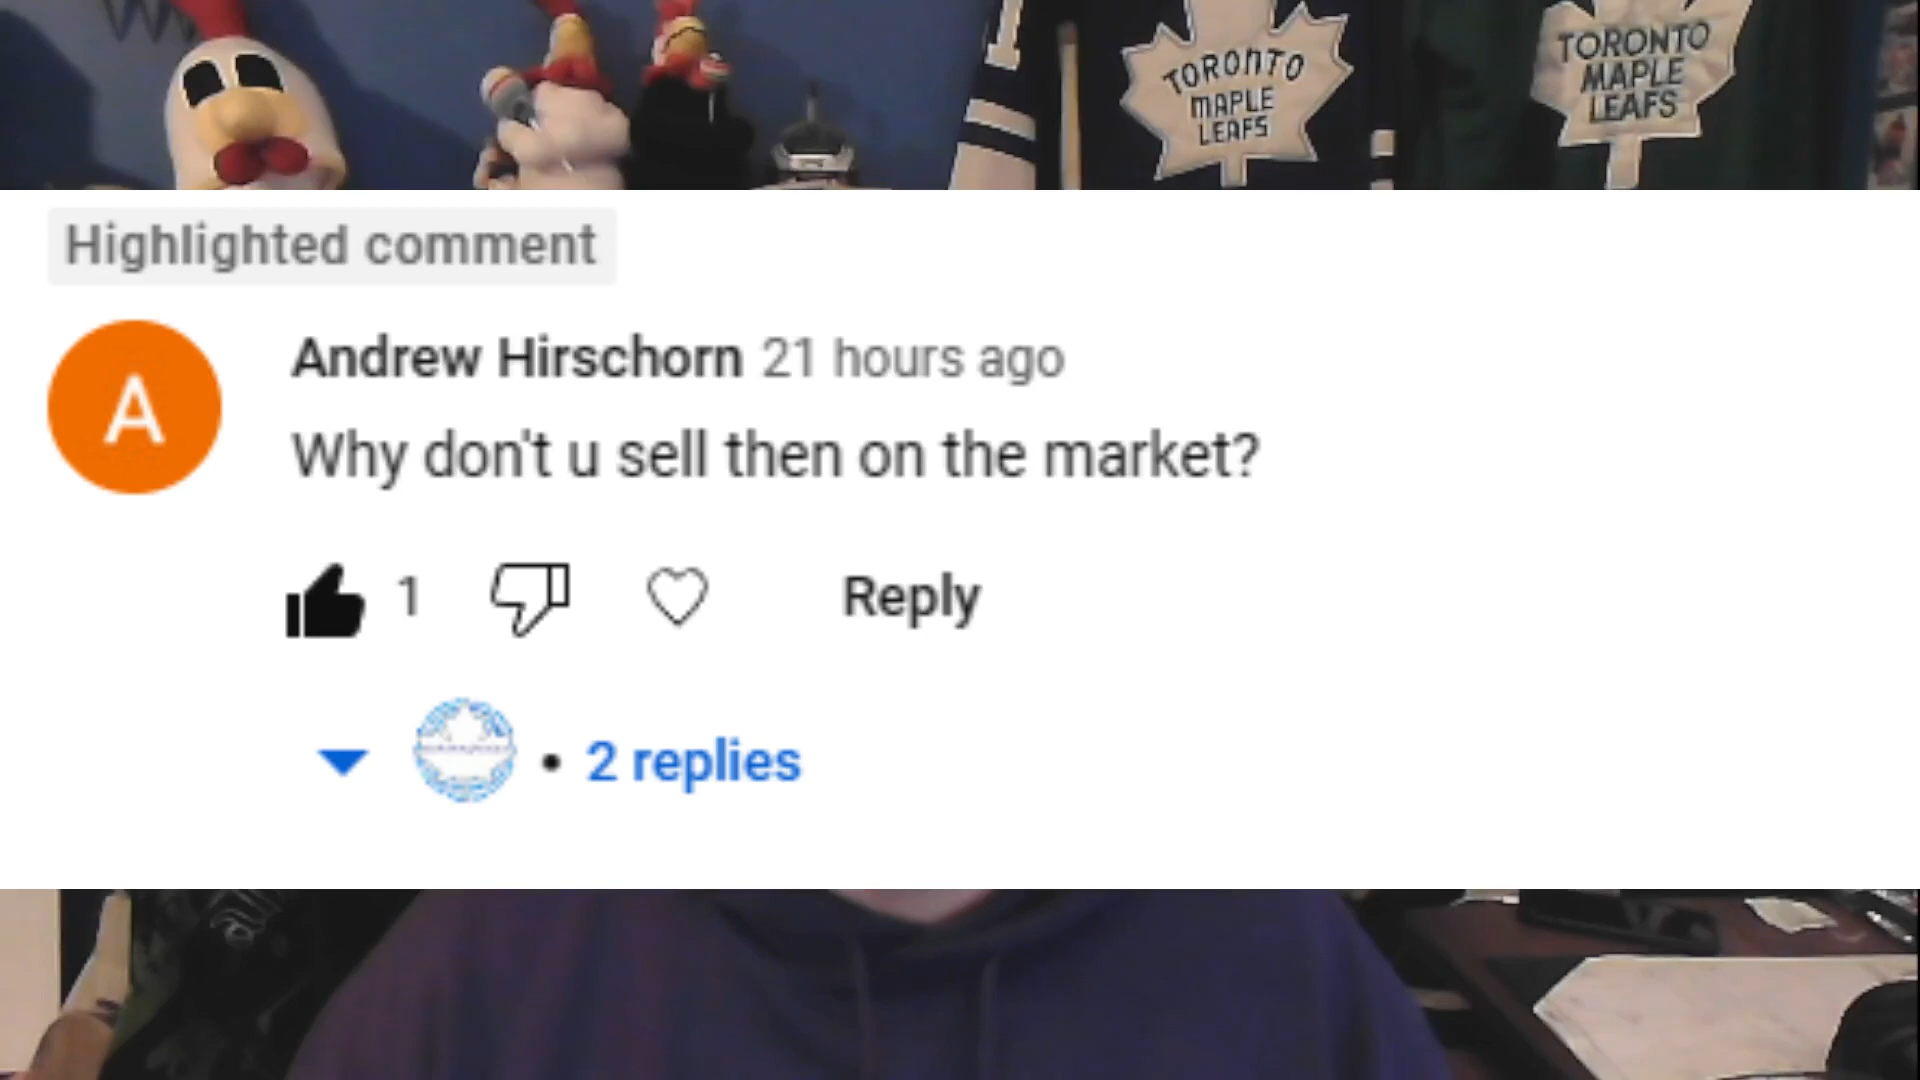 TORONTO
MAPLE
LEAFS
TORONTO
MAPLE
LEAFS
Highlighted comment
A
Andrew Hirschorn 21 hours ago
Why don't u sell then on the market?
1
Reply
• 2 replies